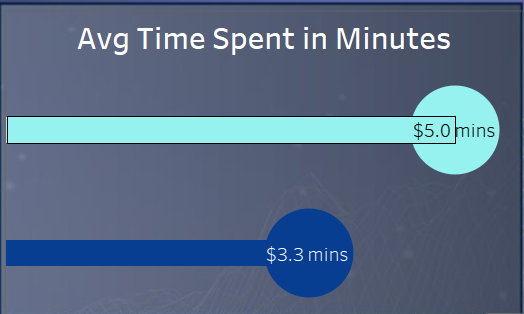 Avg Time Spent in Minutes
$5.0 mins
$3.3 mins